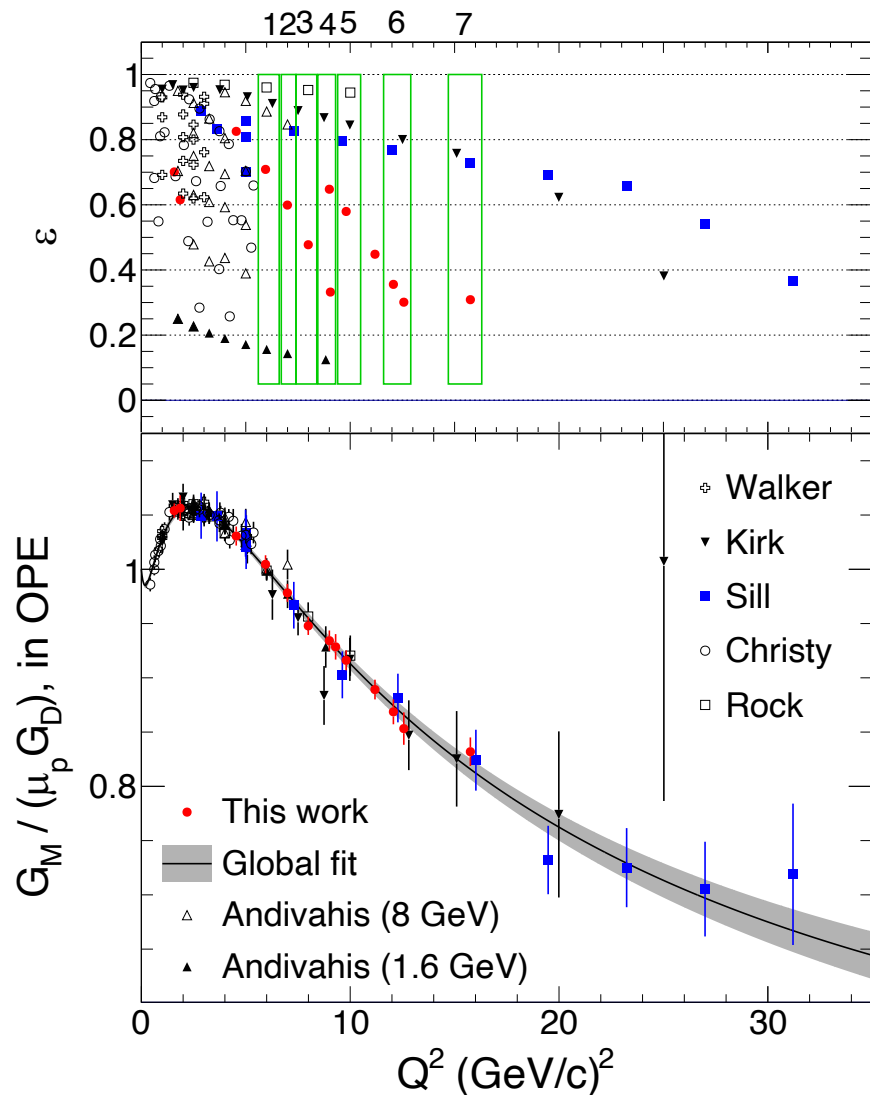 1 2 3 4 5 6 7
1
0.8
0.6
0.4
0.2
0
ε
Walker
Kirk
Sill
Christy
Rock
1
0.8
G_M / (μ_p G_D), in OPE
This work
Global fit
Andivahis (8 GeV)
Andivahis (1.6 GeV)
0 10 20 30
Q² (GeV/c)²